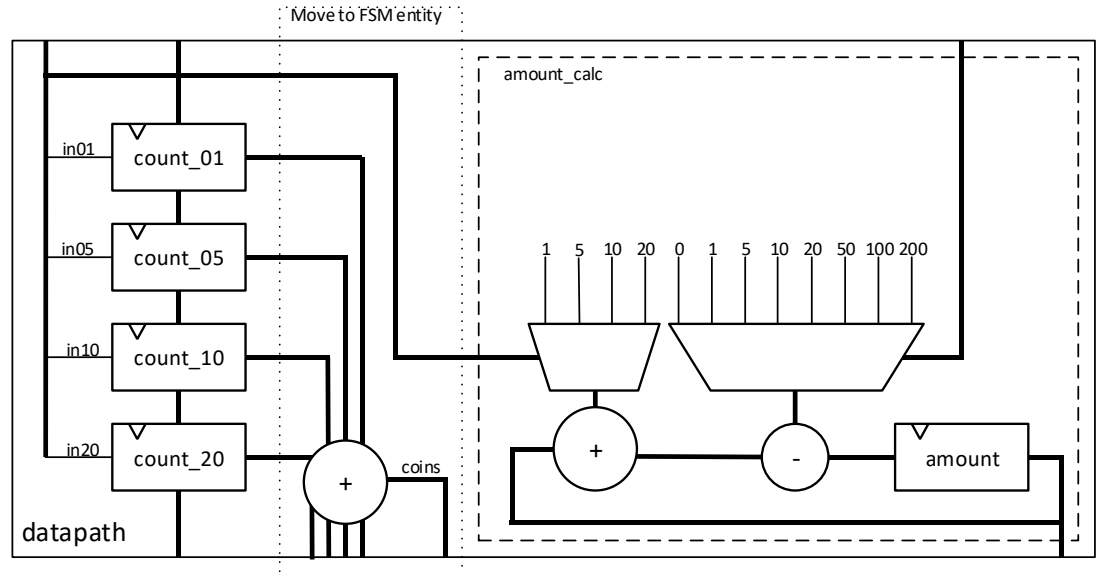 Move to FSM entity
amount_calc
in01
count_01
in05
count_05
1 5 10 20 0 1 5 10 20 50 100 200
in10
count_10
in20
count_20
+
coins
+
-
amount
datapath